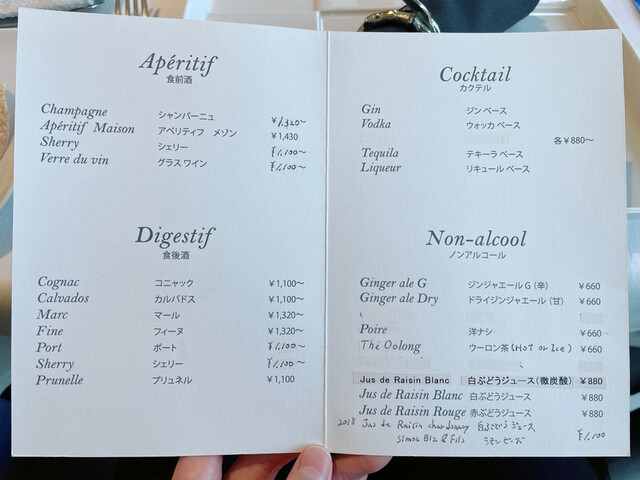 Apéritif
食前酒
Champagne シャンパーニュ ¥1,320~
Apéritif Maison アペリティフ メゾン ¥1,430
Sherry シェリー ¥1,100~
Verre du vin グラスワイン ¥1,100~
Digestif
食後酒
Cognac コニャック ¥1,100~
Calvados カルバドス ¥1,100~
Marc マール ¥1,320~
Fine フィーヌ ¥1,320~
Port ポート ¥1,100~
Sherry シェリー ¥1,100~
Prunelle プリュネル ¥1,100
Cocktail
カクテル
Gin ジンベース
Vodka ウォッカベース
各¥880~
Tequila テキーラベース
Liqueur リキュールベース
Non-alcool
ノンアルコール
Ginger ale G ジンジャエールG(辛) ¥660
Ginger ale Dry ドライジンジャエール(甘) ¥660
Poire 洋ナシ ¥660
Thé Oolong ウーロン茶(HOT or Ice) ¥660
Jus de Raisin Blanc 白ぶどうジュース(微炭酸) ¥880
Jus de Raisin Blanc 白ぶどうジュース ¥880
Jus de Raisin Rouge 赤ぶどうジュース ¥880
2018 Jus de Raisin chardonnay 白ぶどうジュース
Simon Biz & Fils シモンビーズ ¥1,100